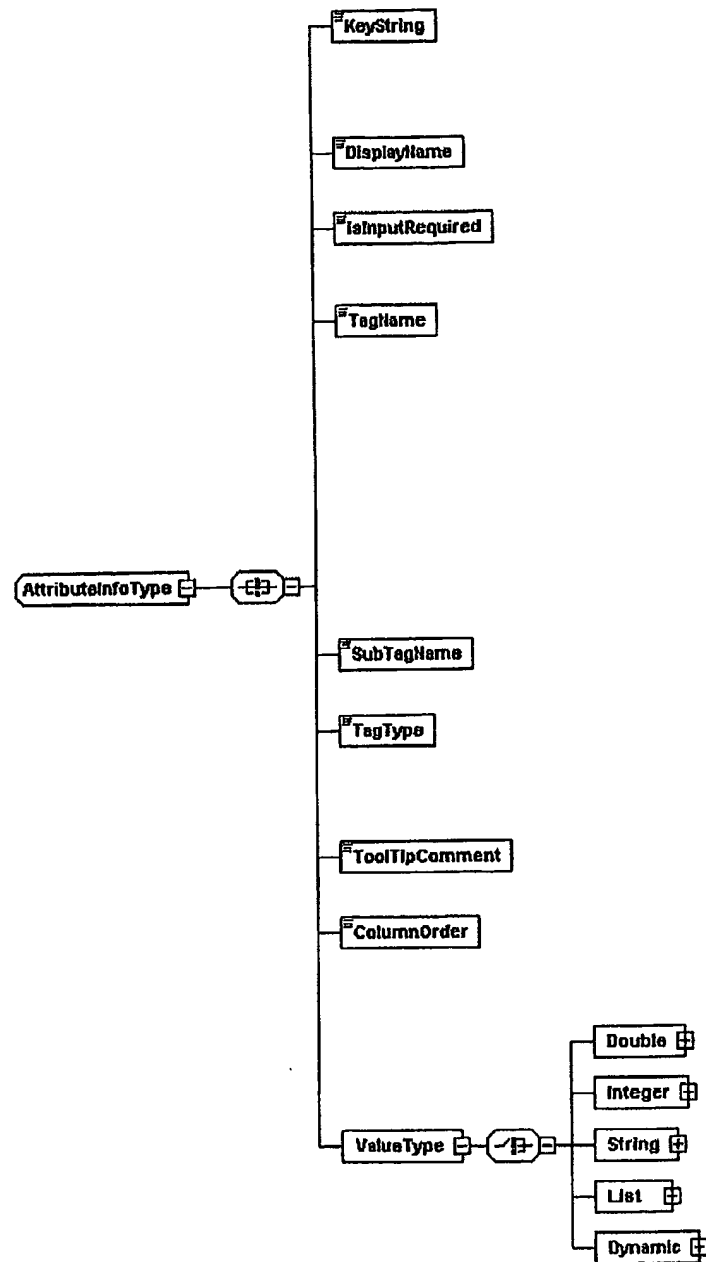 KeyString
DisplayName
IsInputRequired
TagName
AttributeInfoType
SubTagName
TagType
ToolTipComment
ColumnOrder
Double
Integer
ValueType
String
List
Dynamic